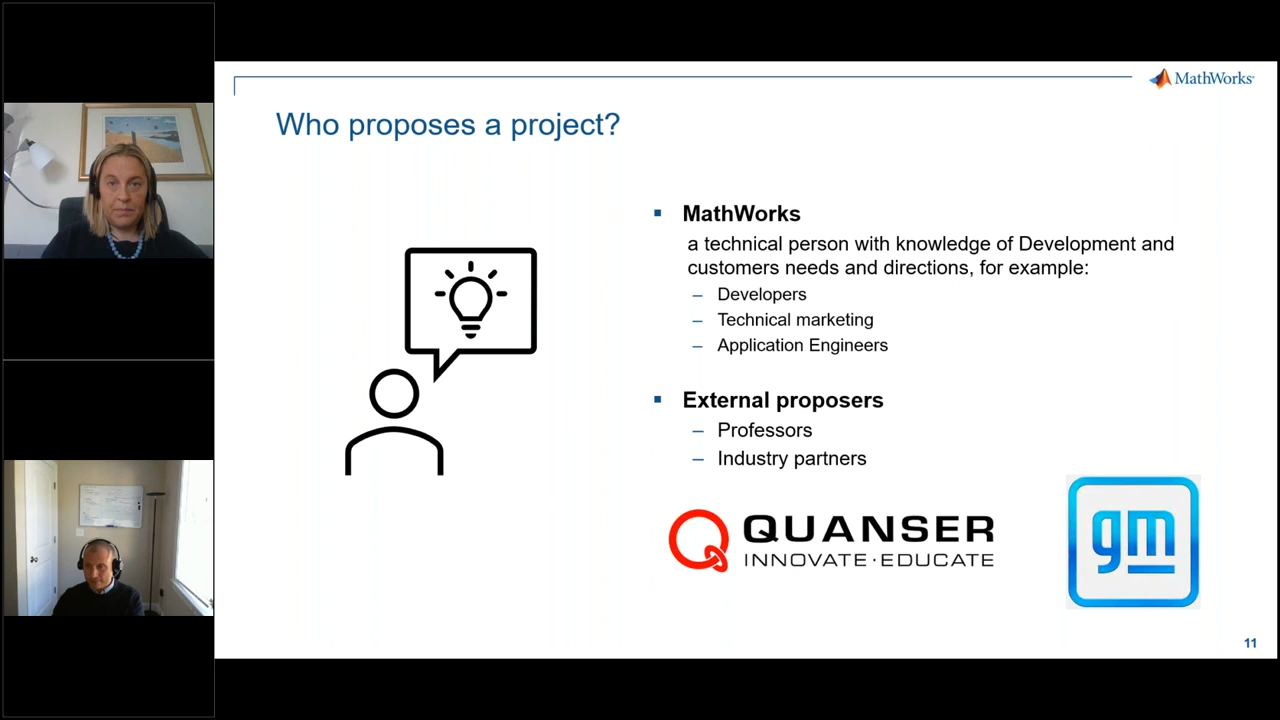 MathWorks
Who proposes a project?
MathWorks
a technical person with knowledge of Development and
customers needs and directions, for example:
– Developers
– Technical marketing
– Application Engineers
External proposers
– Professors
– Industry partners
QUANSER
INNOVATE·EDUCATE
gm
11